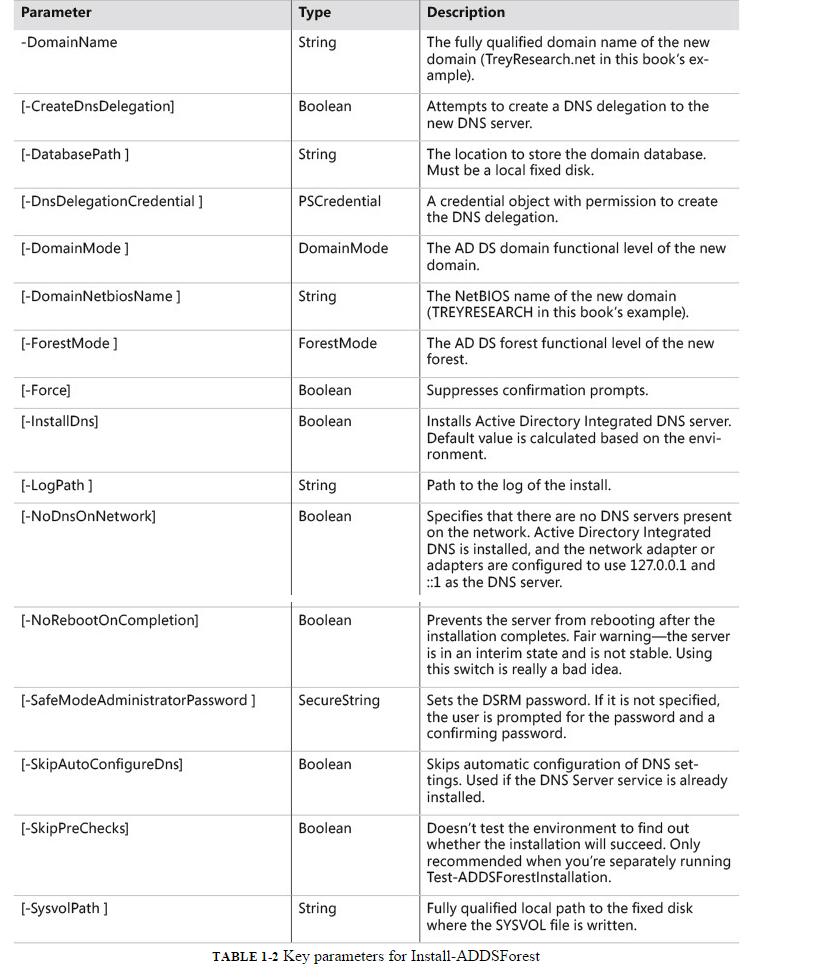 Parameter Type Description
-DomainName String The fully qualified domain name of the new
domain (TreyResearch.net in this book's ex-
ample).
[-CreateDnsDelegation] Boolean Attempts to create a DNS delegation to the
new DNS server.
[-DatabasePath ] String The location to store the domain database.
Must be a local fixed disk.
[-DnsDelegationCredential ] PSCredential A credential object with permission to create
the DNS delegation.
[-DomainMode ] DomainMode The AD DS domain functional level of the new
domain.
[-DomainNetbiosName ] String The NetBIOS name of the new domain
(TREYRESEARCH in this book's example).
[-ForestMode ] ForestMode The AD DS forest functional level of the new
forest.
[-Force] Boolean Suppresses confirmation prompts.
[-InstallDns] Boolean Installs Active Directory Integrated DNS server.
Default value is calculated based on the envi-
ronment.
[-LogPath ] String Path to the log of the install.
[-NoDnsOnNetwork] Boolean Specifies that there are no DNS servers present
on the network. Active Directory Integrated
DNS is installed, and the network adapter or
adapters are configured to use 127.0.0.1 and
::1 as the DNS server.
[-NoRebootOnCompletion] Boolean Prevents the server from rebooting after the
installation completes. Fair warning—the server
is in an interim state and is not stable. Using
this switch is really a bad idea.
[-SafeModeAdministratorPassword ] SecureString Sets the DSRM password. If it is not specified,
the user is prompted for the password and a
confirming password.
[-SkipAutoConfigureDns] Boolean Skips automatic configuration of DNS set-
tings. Used if the DNS Server service is already
installed.
[-SkipPreChecks] Boolean Doesn't test the environment to find out
whether the installation will succeed. Only
recommended when you're separately running
Test-ADDSForestInstallation.
[-SysvolPath ] String Fully qualified local path to the fixed disk
where the SYSVOL file is written.
TABLE 1-2 Key parameters for Install-ADDSForest